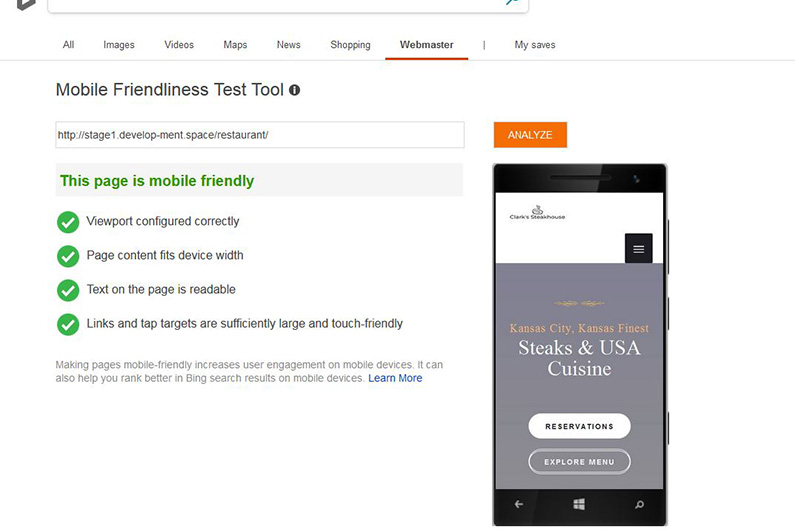 All Images Videos Maps News Shopping Webmaster | My saves
Mobile Friendliness Test Tool
http://stage1.develop-ment.space/restaurant/
ANALYZE
This page is mobile friendly
Viewport configured correctly
Page content fits device width
Text on the page is readable
Links and tap targets are sufficiently large and touch-friendly
Making pages mobile-friendly increases user engagement on mobile devices. It can
also help you rank better in Bing search results on mobile devices. Learn More
Clark's Steakhouse
Kansas City, Kansas Finest
Steaks & USA
Cuisine
RESERVATIONS
EXPLORE MENU